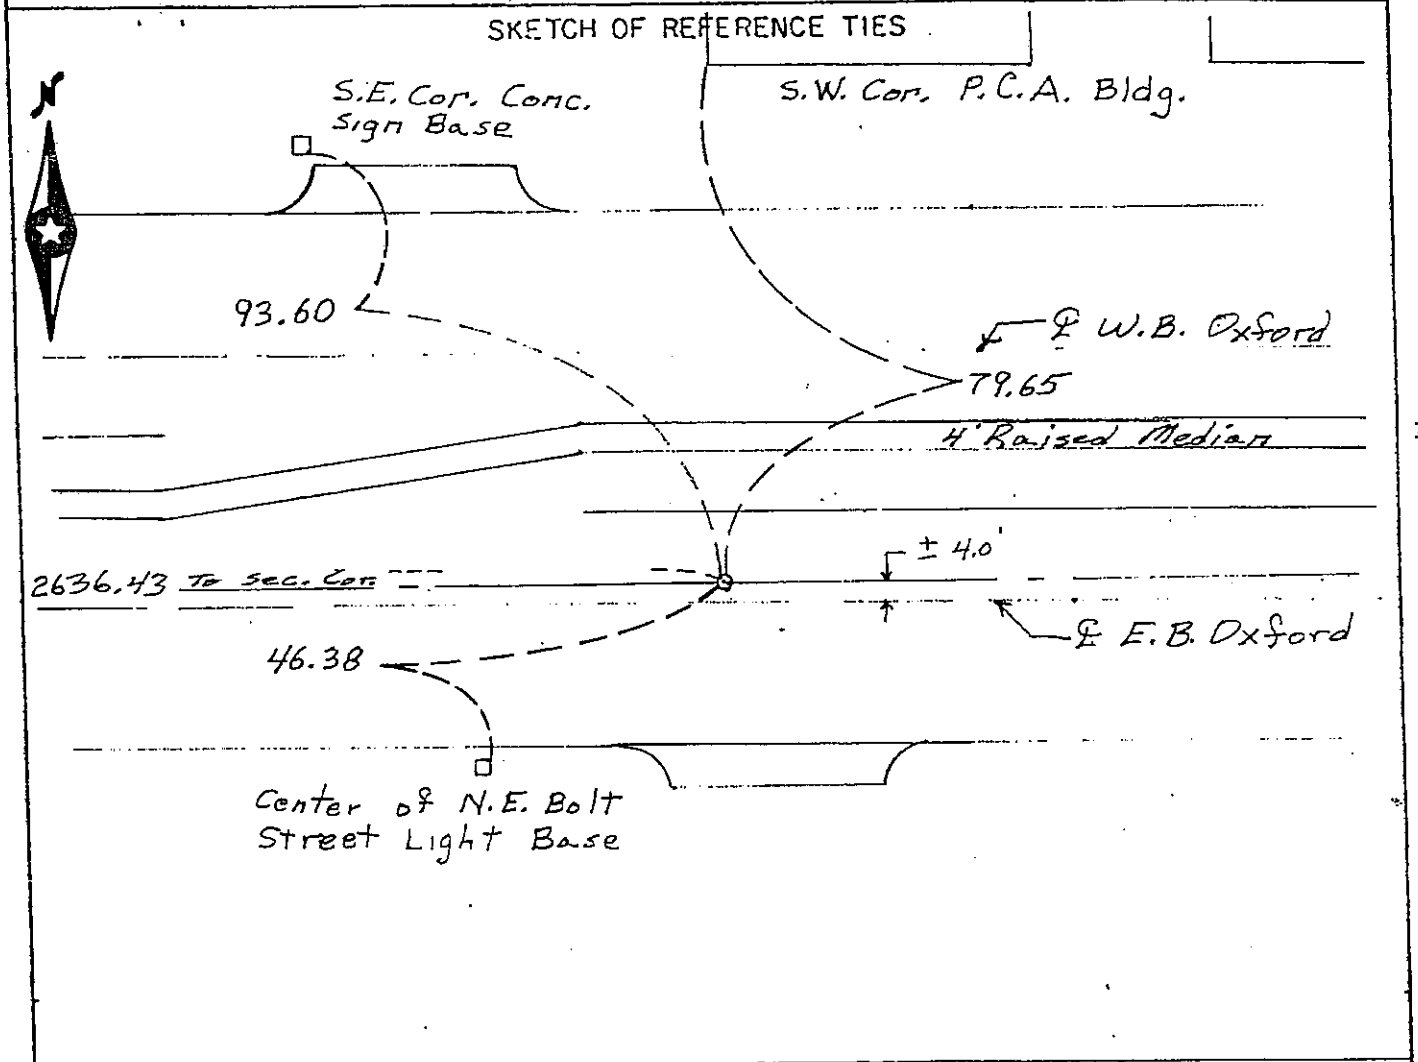 SKETCH OF REFERENCE TIES
N
S.E. Cor. Conc.
Sign Base
S.W. Cor. P.C.A. Bldg.
93.60
℄ W.B. Oxford
79.65
4' Raised Median
± 4.0'
2636.43 To Sec. Cor.
℄ E.B. Oxford
46.38
Center of N.E. Bolt
Street Light Base